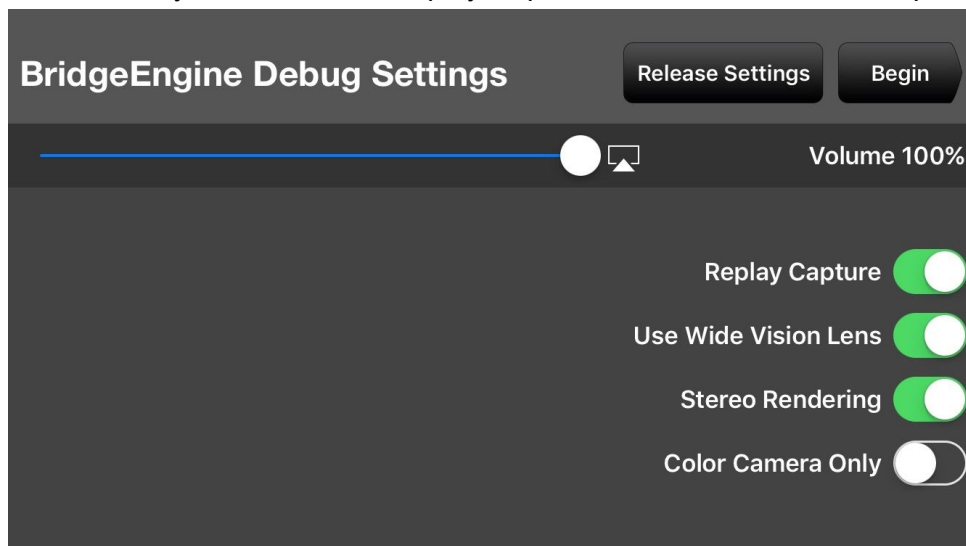 BridgeEngine Debug Settings
Release Settings
Begin
Volume 100%
Replay Capture
Use Wide Vision Lens
Stereo Rendering
Color Camera Only